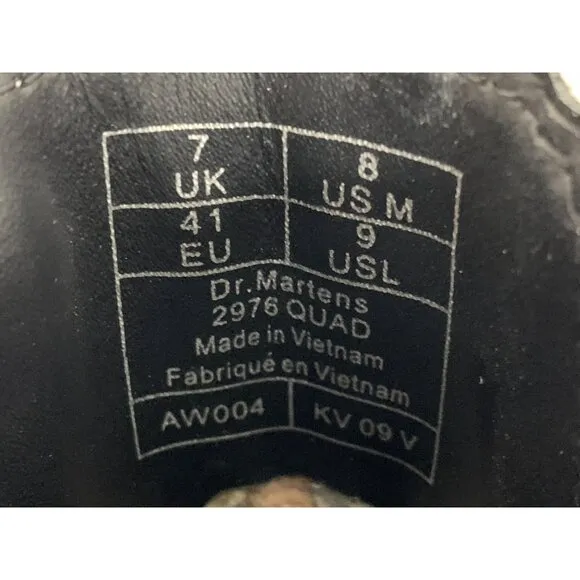 7 UK
8 US M
41 EU
9 USL
Dr.Martens
2976 QUAD
Made in Vietnam
Fabriqué en Vietnam
AW004 KV 09 V